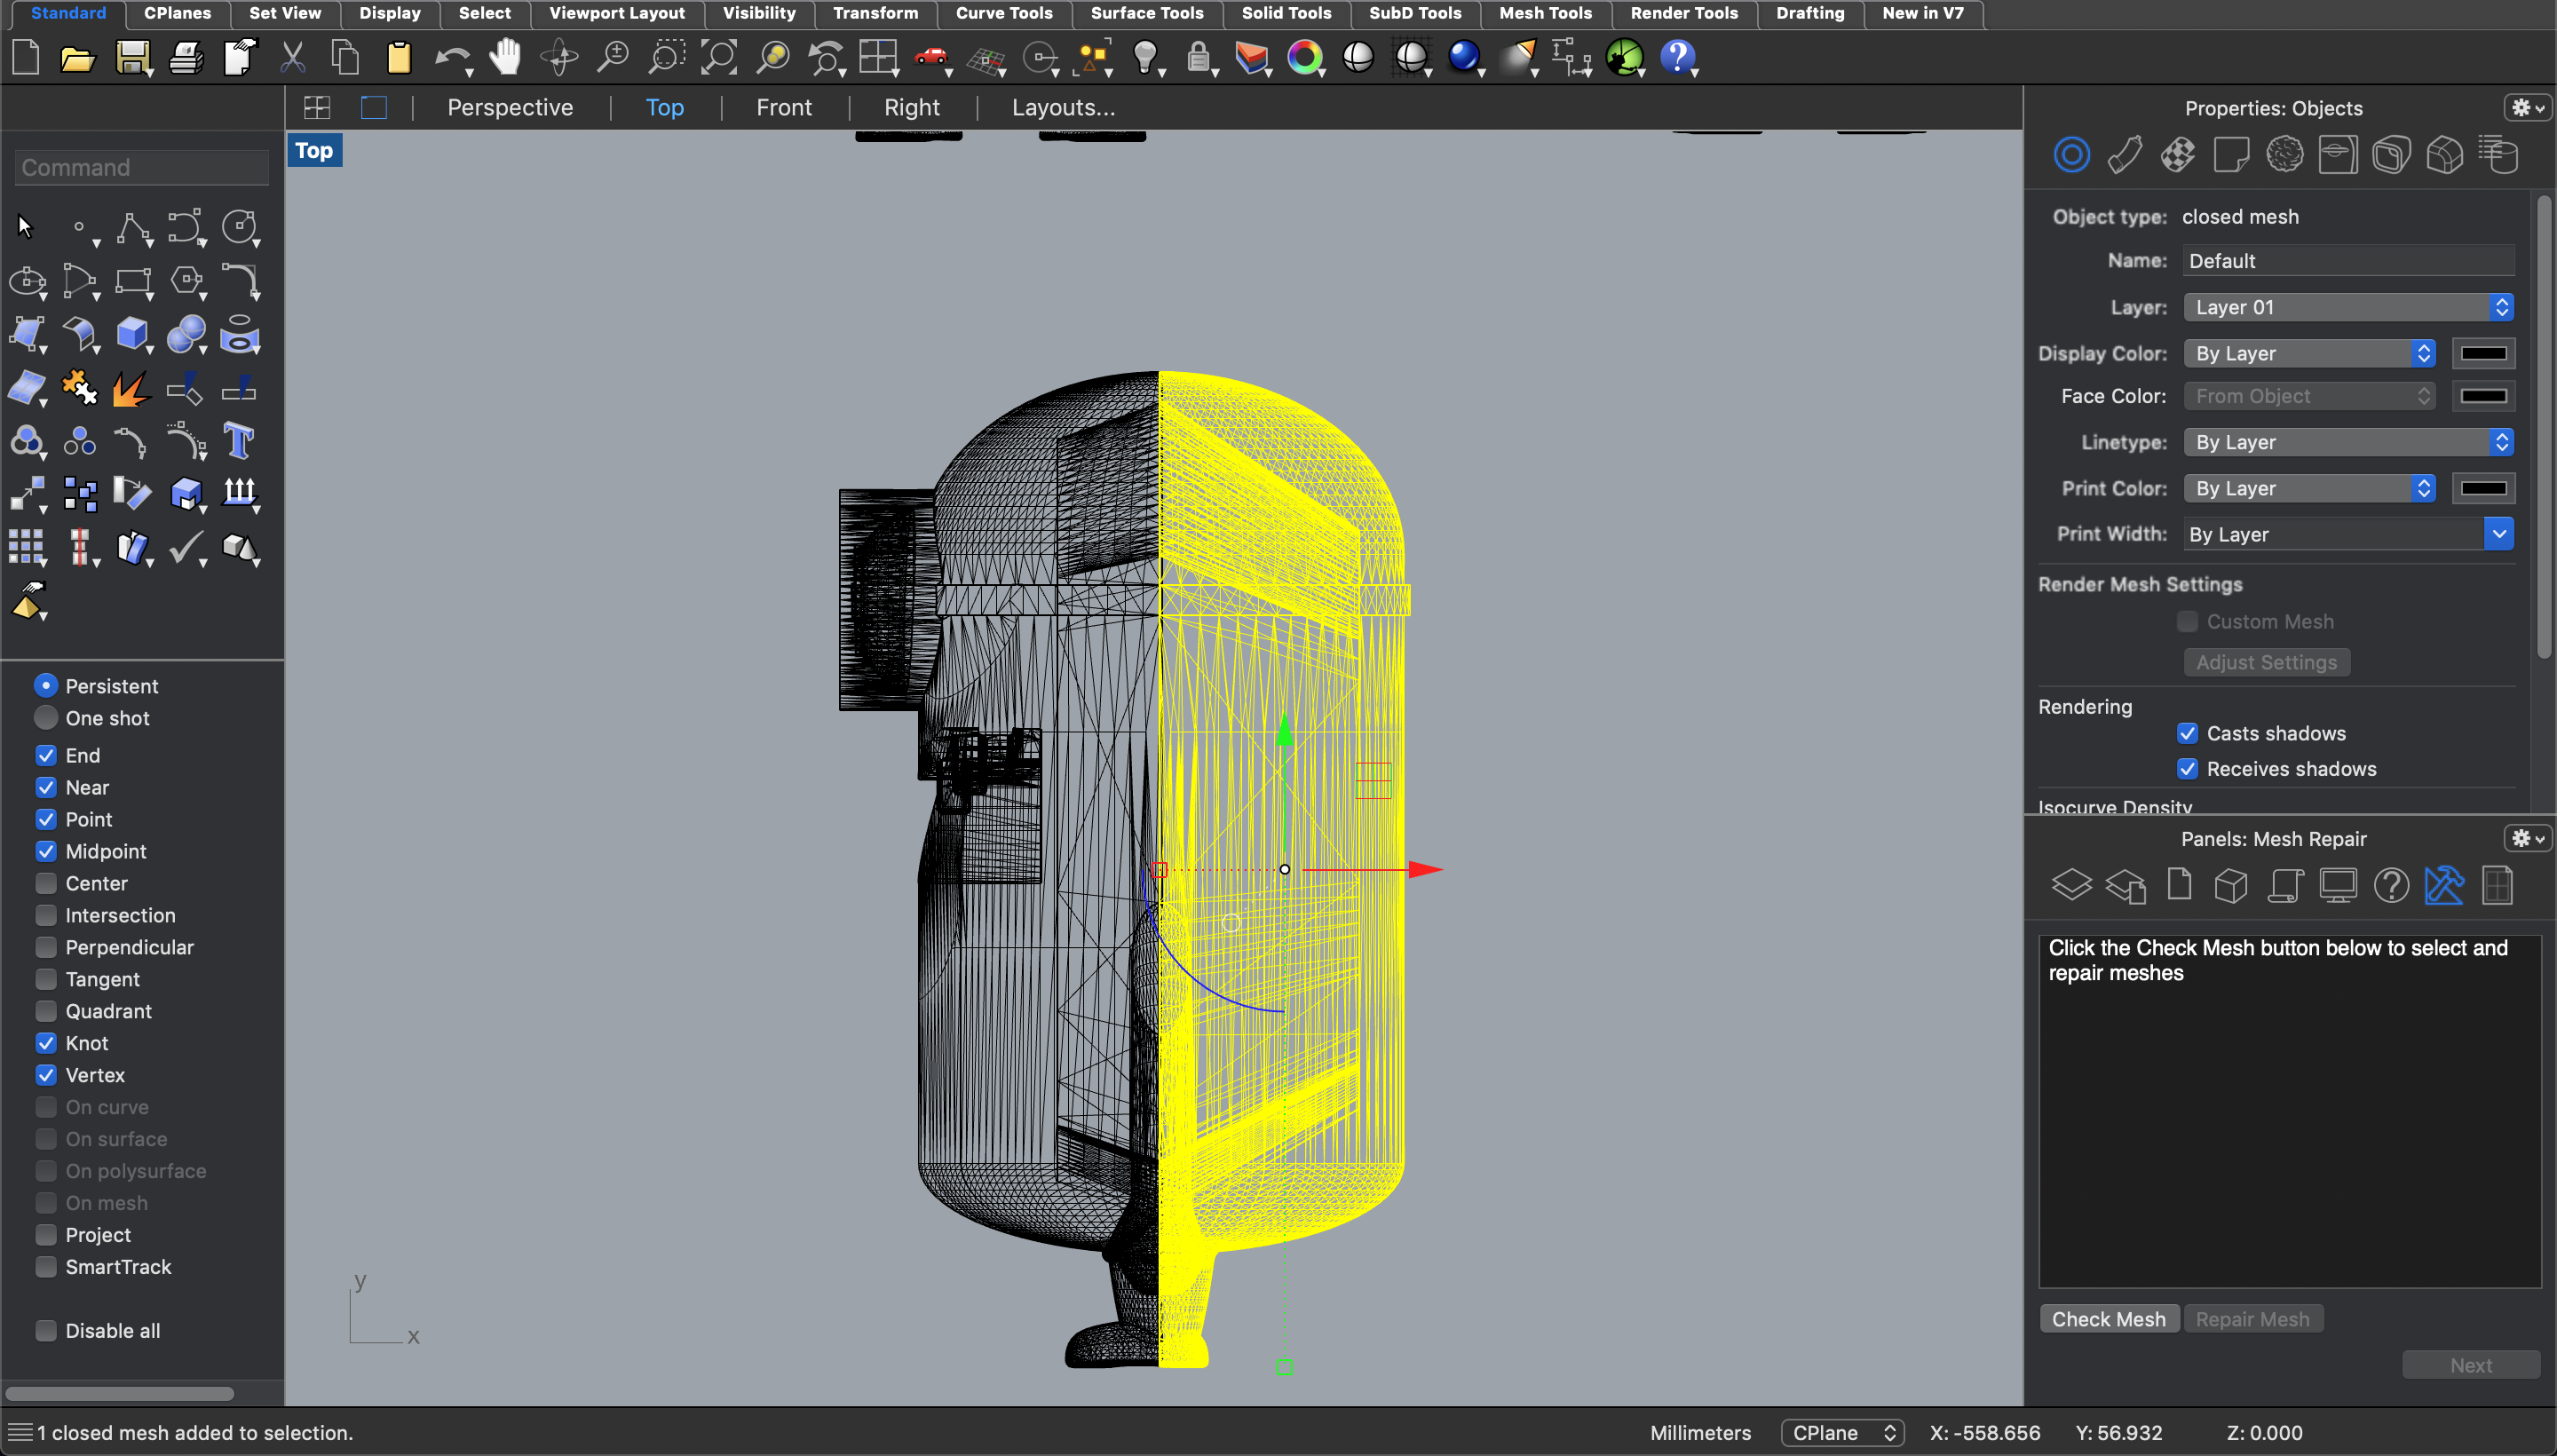 Standard CPlanes Set View Display Select Viewport Layout Visibility Transform Curve Tools Surface Tools Solid Tools SubD Tools Mesh Tools Render Tools Drafting New in V7
Perspective Top Front Right Layouts...
Top
Command
Persistent
One shot
End
Near
Point
Midpoint
Center
Intersection
Perpendicular
Tangent
Quadrant
Knot
Vertex
On curve
On surface
On polysurface
On mesh
Project
SmartTrack
Disable all
y
x
Properties: Objects
Object type: closed mesh
Name: Default
Layer: Layer 01
Display Color: By Layer
Face Color: From Object
Linetype: By Layer
Print Color: By Layer
Print Width: By Layer
Render Mesh Settings
Custom Mesh
Adjust Settings
Rendering
Casts shadows
Receives shadows
Isocurve Density
Panels: Mesh Repair
Click the Check Mesh button below to select and
repair meshes
Check Mesh Repair Mesh
Next
1 closed mesh added to selection.
Millimeters CPlane X: -558.656 Y: 56.932 Z: 0.000